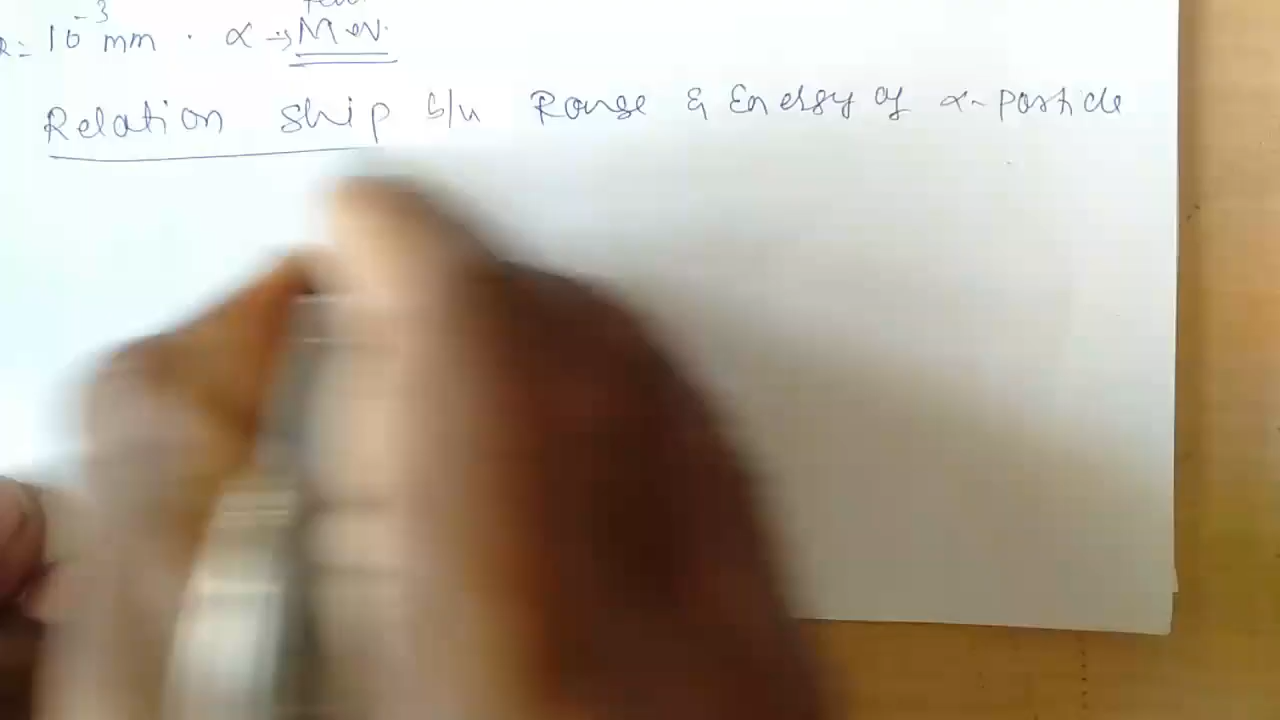 = 10⁻³ mm . α → MeV.
Relation ship b/w Range & Energy of α-particle